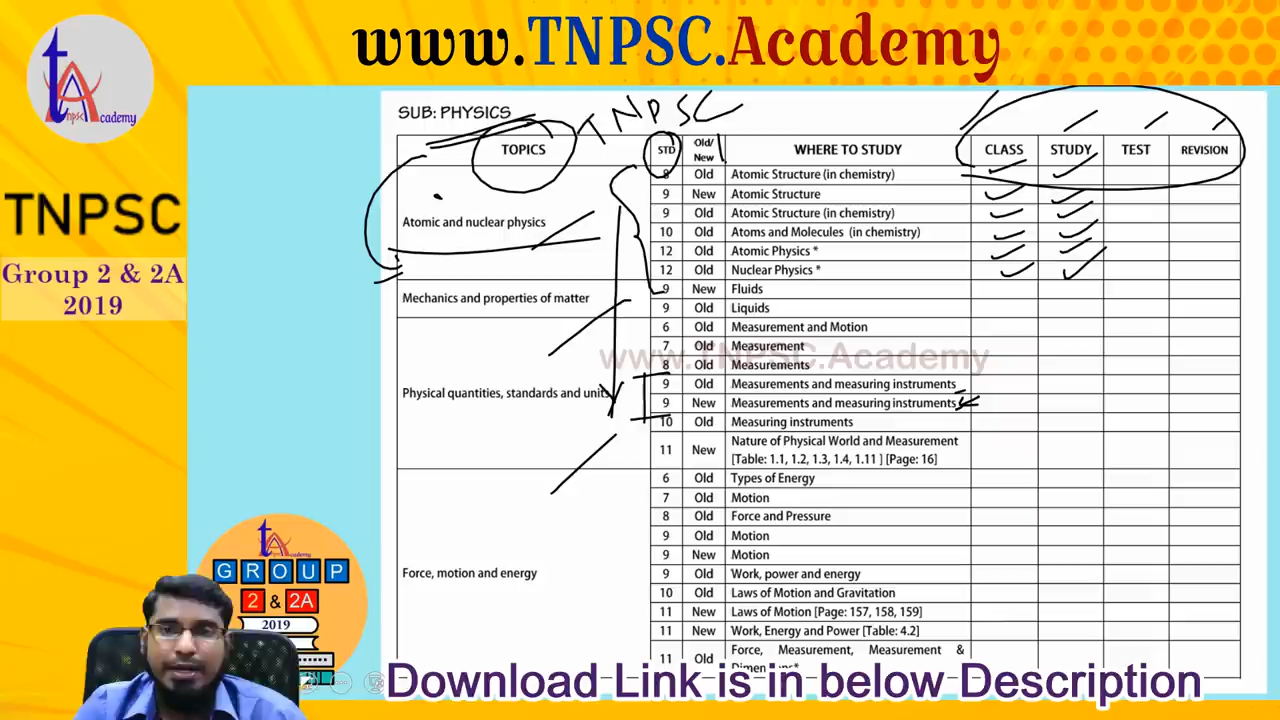 www.TNPSC.Academy
tA
TNPSC
Academy
TNPSC
Group 2 & 2A
2019
SUB: PHYSICS
TNPSC
TOPICS STD Old/New WHERE TO STUDY CLASS STUDY TEST REVISION
Atomic and nuclear physics
8 Old Atomic Structure (in chemistry)
9 New Atomic Structure
9 Old Atomic Structure (in chemistry)
10 Old Atoms and Molecules (in chemistry)
12 Old Atomic Physics *
12 Old Nuclear Physics *
Mechanics and properties of matter
9 New Fluids
9 Old Liquids
Physical quantities, standards and units
6 Old Measurement and Motion
7 Old Measurement
8 Old Measurements
9 Old Measurements and measuring instruments
9 New Measurements and measuring instruments
10 Old Measuring instruments
11 New Nature of Physical World and Measurement
[Table: 1.1, 1.2, 1.3, 1.4, 1.11 ] [Page: 16]
Force, motion and energy
6 Old Types of Energy
7 Old Motion
8 Old Force and Pressure
9 Old Motion
9 New Motion
9 Old Work, power and energy
10 Old Laws of Motion and Gravitation
11 New Laws of Motion [Page: 157, 158, 159]
11 New Work, Energy and Power [Table: 4.2]
11 Old Force, Measurement, Measurement &
www.TNPSC.Academy
tA
Academy
GROUP
2 & 2A
2019
Download Link is in below Description